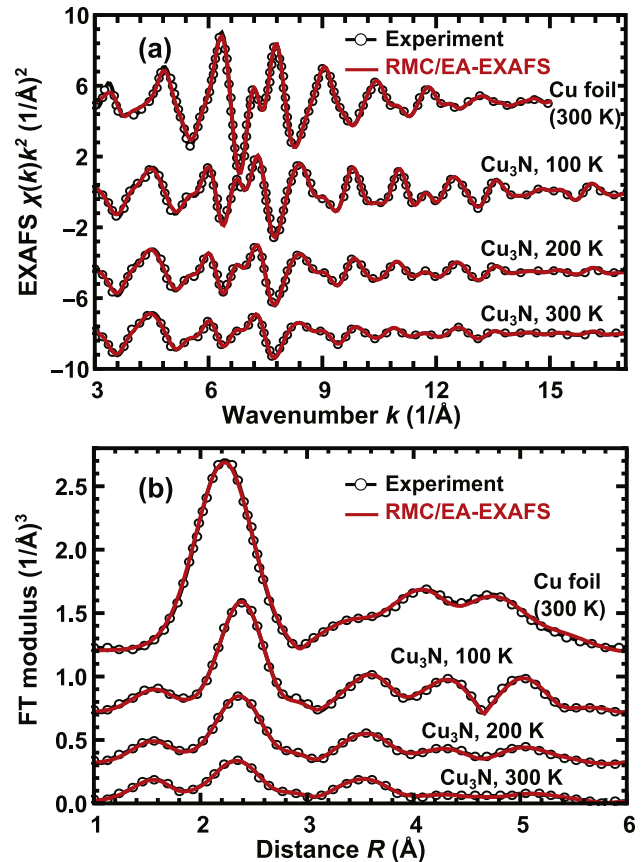 (a)
Experiment
RMC/EA-EXAFS
Cu foil
(300 K)
Cu₃N, 100 K
Cu₃N, 200 K
Cu₃N, 300 K
EXAFS χ(k)k² (1/Å)²
10
6
2
−2
−6
−10
3
6
9
12
15
Wavenumber k (1/Å)
(b)
Experiment
RMC/EA-EXAFS
Cu foil
(300 K)
Cu₃N, 100 K
Cu₃N, 200 K
Cu₃N, 300 K
FT modulus (1/Å)³
2.5
2.0
1.5
1.0
0.5
0.0
1
2
3
4
5
6
Distance R (Å)